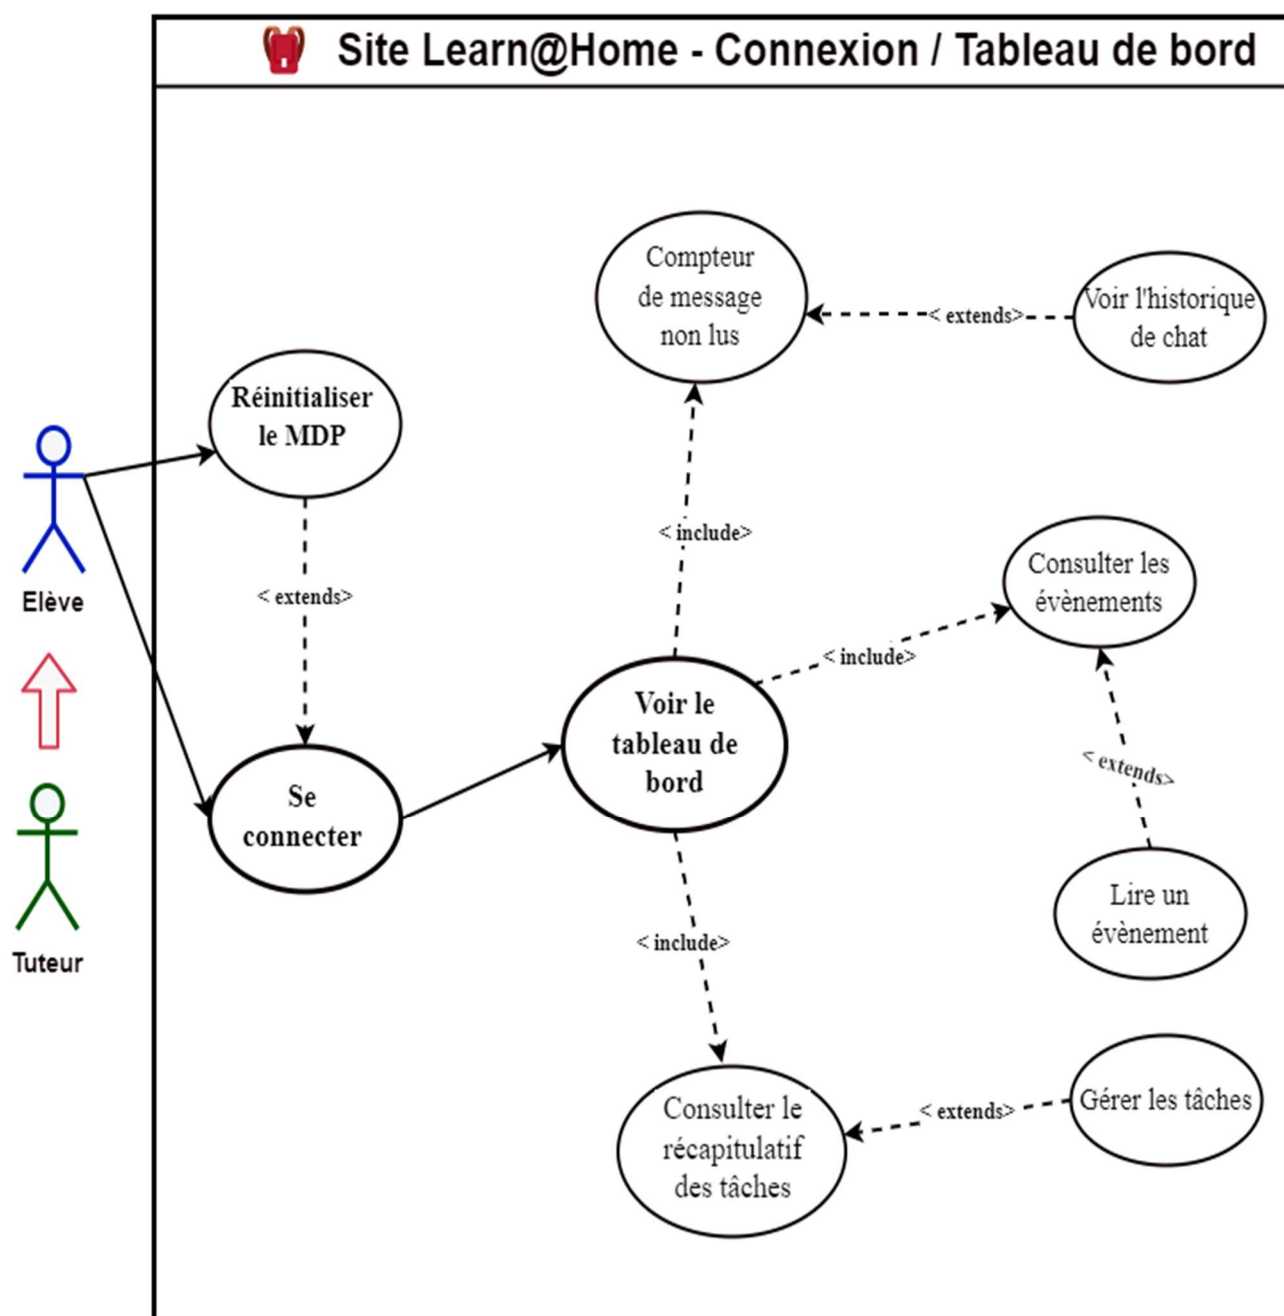 Site Learn@Home - Connexion / Tableau de bord
Compteur
de message
non lus
< extends>
Voir l'historique
de chat
Réinitialiser
le MDP
< include>
Consulter les
évènements
Elève
< extends>
< include>
Voir le
tableau de
bord
< extends>
Se
connecter
Lire un
évènement
< include>
Tuteur
Consulter le
récapitulatif
des tâches
< extends>
Gérer les tâches